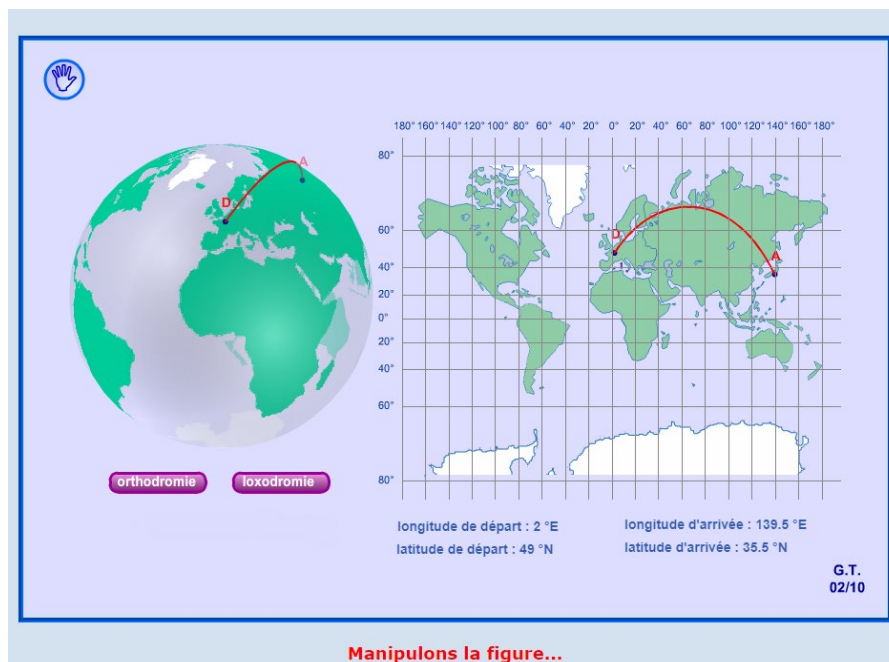 180° 160° 140° 120° 100° 80° 60° 40° 20° 0° 20° 40° 60° 80° 100° 120° 140° 160° 180°
80°
A
D
60°
D
A
40°
20°
0°
20°
40°
60°
80°
orthodromie loxodromie
longitude de départ : 2 °E longitude d'arrivée : 139.5 °E
latitude de départ : 49 °N latitude d'arrivée : 35.5 °N
G.T.
02/10
Manipulons la figure...